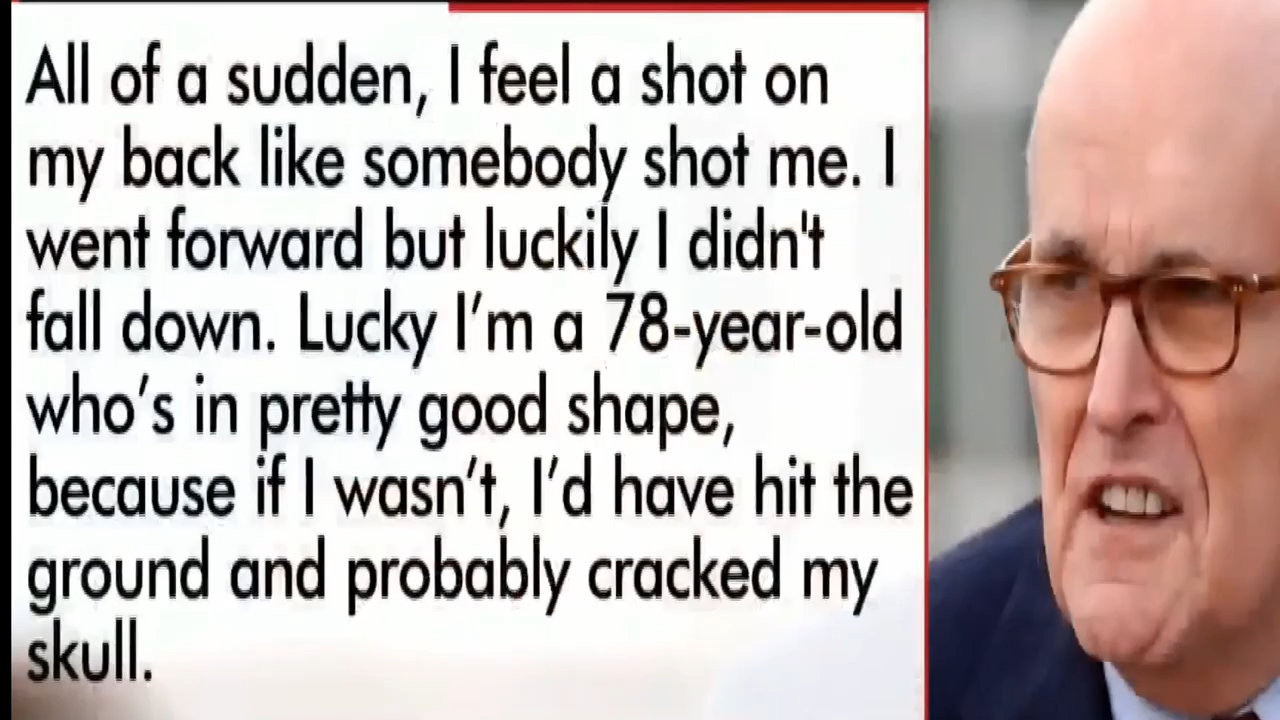 All of a sudden, I feel a shot on
my back like somebody shot me. I
went forward but luckily I didn't
fall down. Lucky I’m a 78-year-old
who’s in pretty good shape,
because if I wasn’t, I’d have hit the
ground and probably cracked my
skull.